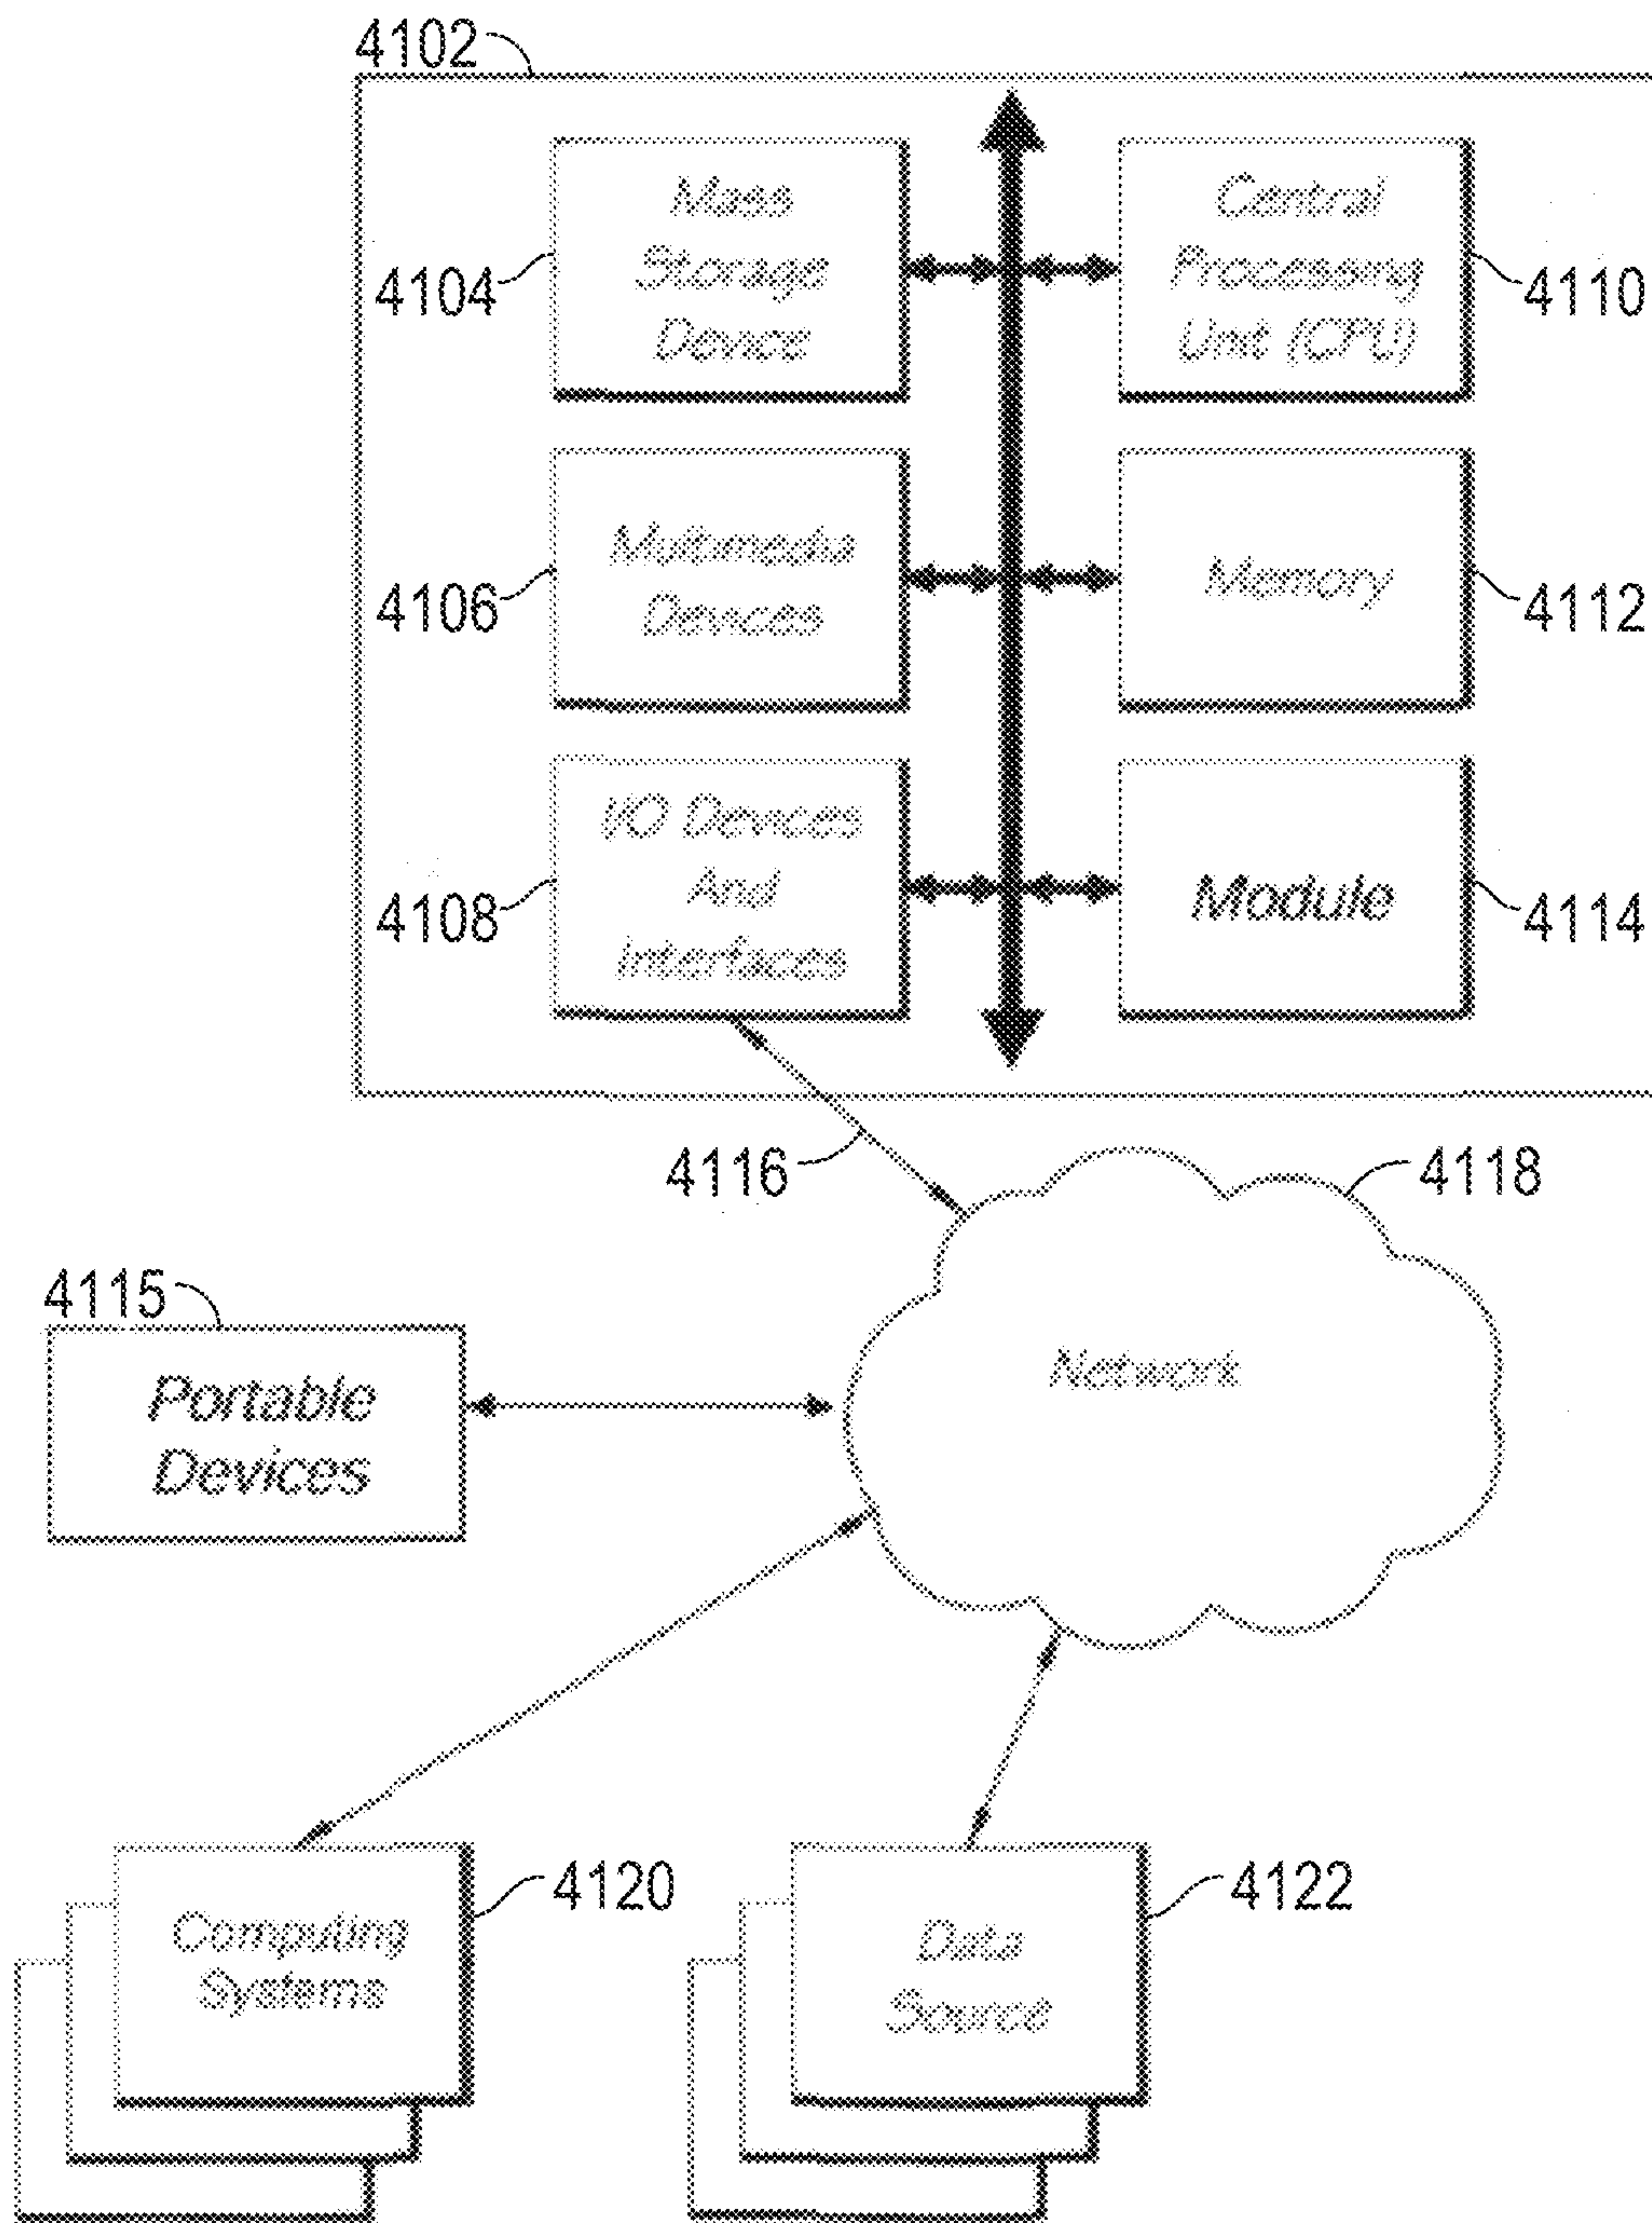 4102
Mass
Storage
Device
4104
Central
Processing
Unit (CPU)
4110
Multimedia
Devices
4106
Memory
4112
I/O Devices
And
Interfaces
4108
Module
4114
4116
4118
Network
4115
Portable
Devices
Computing
Systems
4120
Data
Source
4122